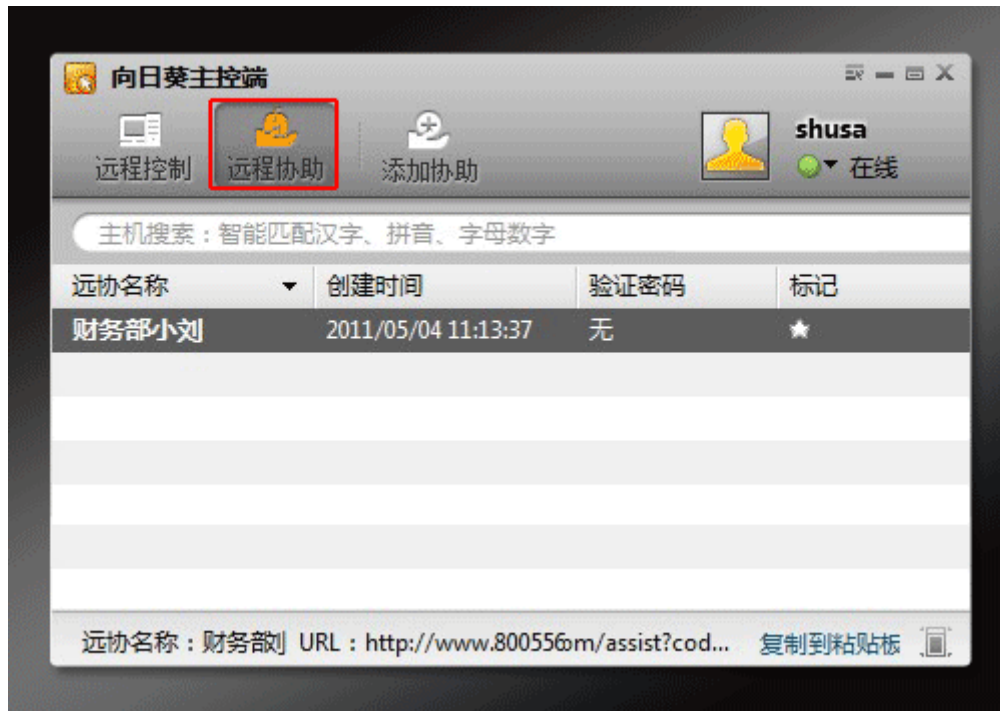 向日葵主控端
远程控制 远程协助 添加协助 shusa
在线
主机搜索：智能匹配汉字、拼音、字母数字
远协名称 创建时间 验证密码 标记
财务部小刘 2011/05/04 11:13:37 无
远协名称：财务部刘 URL：http://www.800556om/assist?cod... 复制到粘贴板